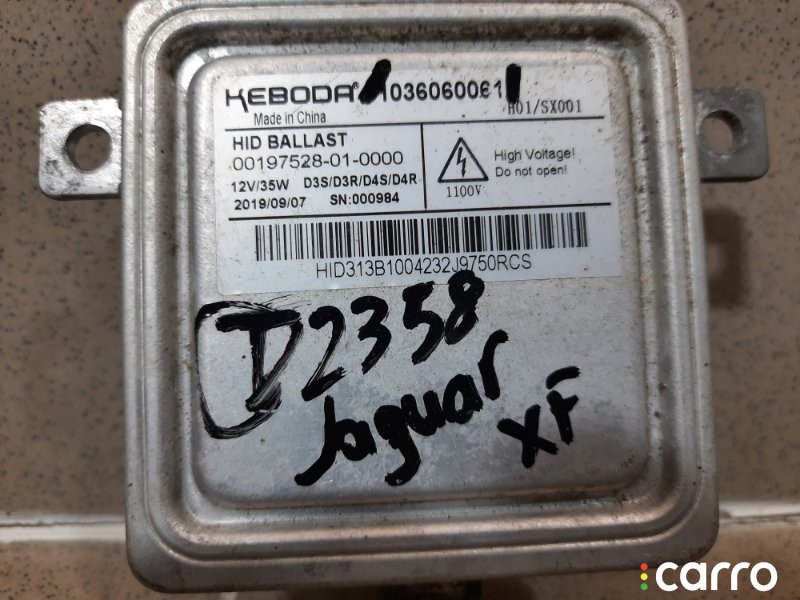 KEBODA 1036060061
H01/SX001
Made in China
HID BALLAST
00197528-01-0000
12V/35W D3S/D3R/D4S/D4R
2019/09/07 SN:000984
1100V
High Voltage!
Do not open!
HID313B1004232J9750RCS
D2358
Jaguar
XF
carro